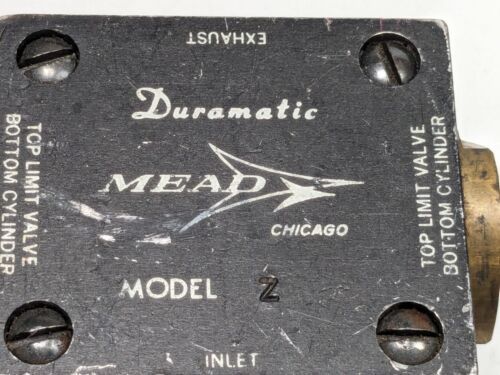 EXHAUST
Duramatic
MEAD
CHICAGO
MODEL Z
INLET
TOP LIMIT VALVE
BOTTOM CYLINDER
TOP LIMIT VALVE
BOTTOM CYLINDER